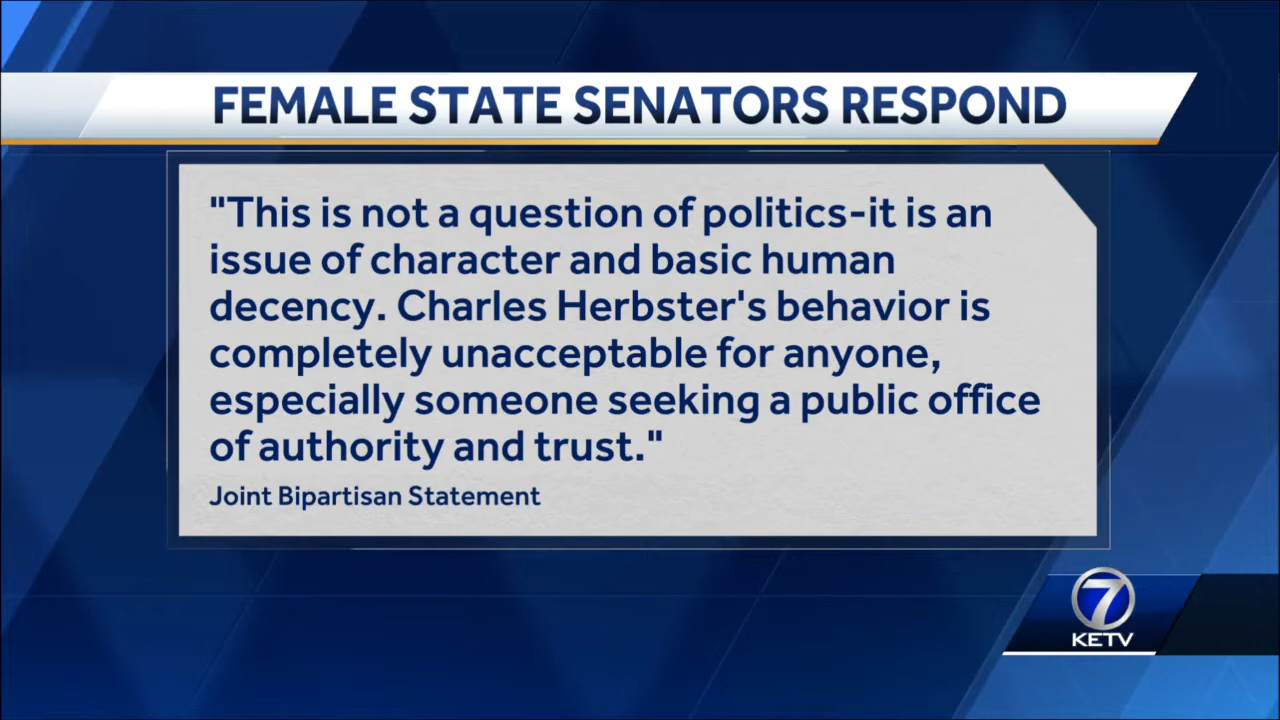 FEMALE STATE SENATORS RESPOND
"This is not a question of politics-it is an
issue of character and basic human
decency. Charles Herbster's behavior is
completely unacceptable for anyone,
especially someone seeking a public office
of authority and trust."
Joint Bipartisan Statement
7
KETV